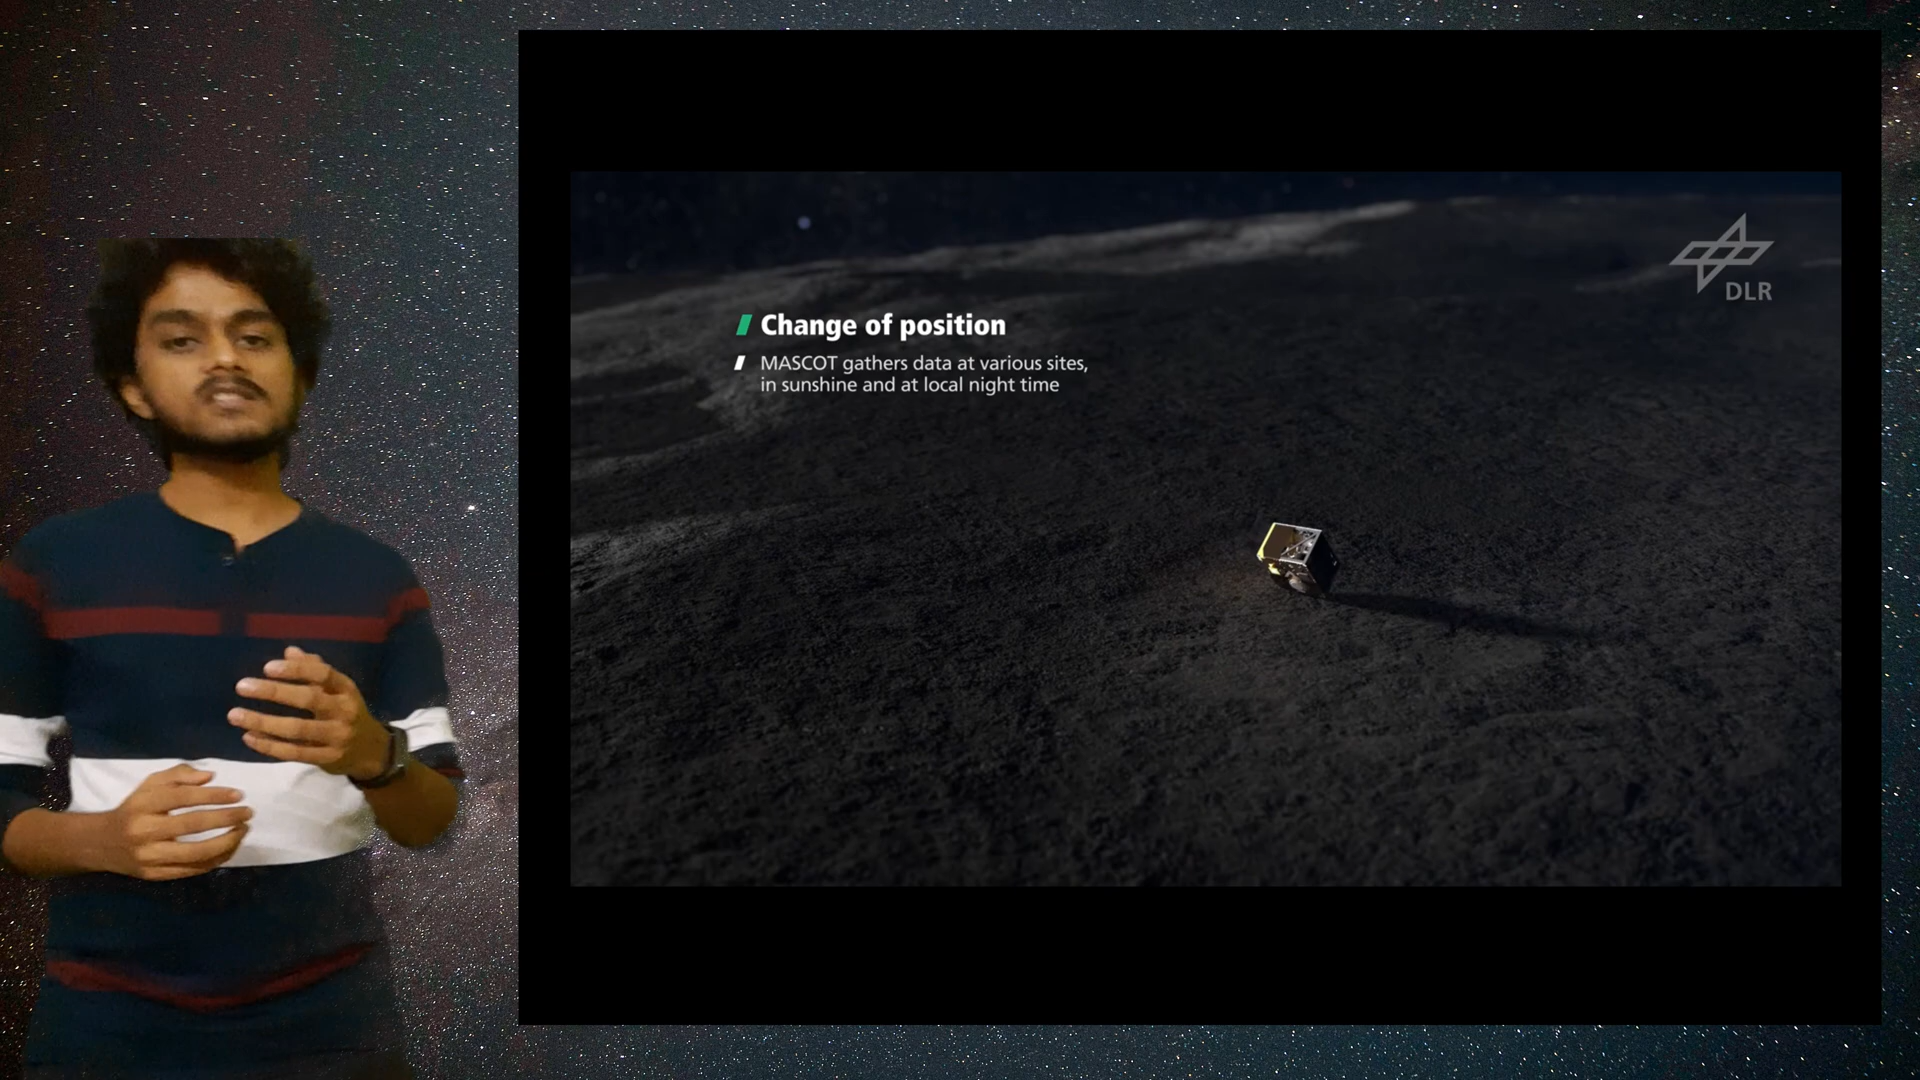 DLR
Change of position
MASCOT gathers data at various sites,
in sunshine and at local night time